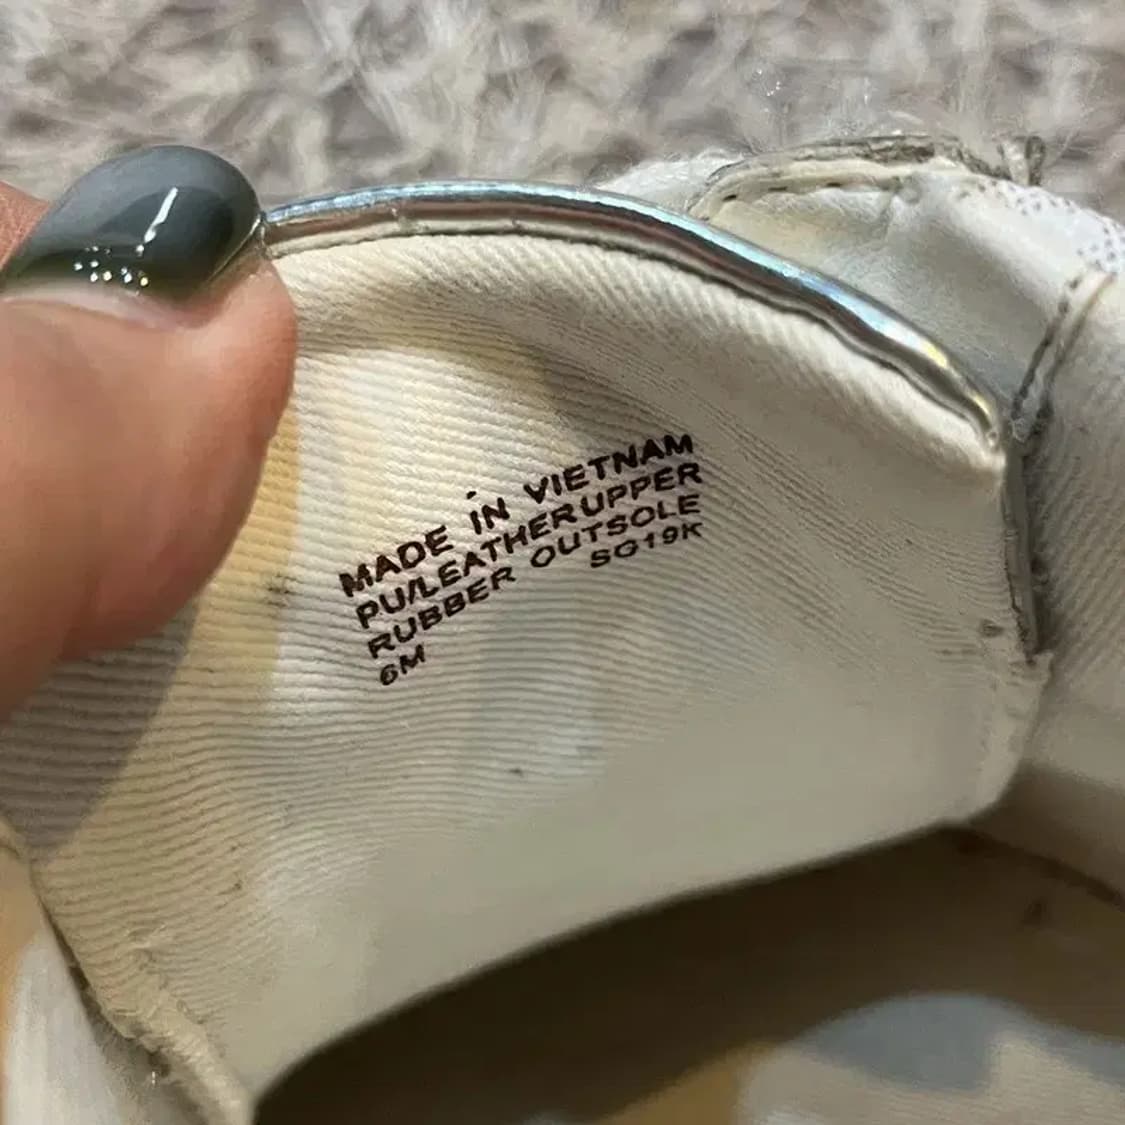 MADE IN VIETNAM
PU/LEATHER UPPER
RUBBER OUTSOLE
SG19K
6M